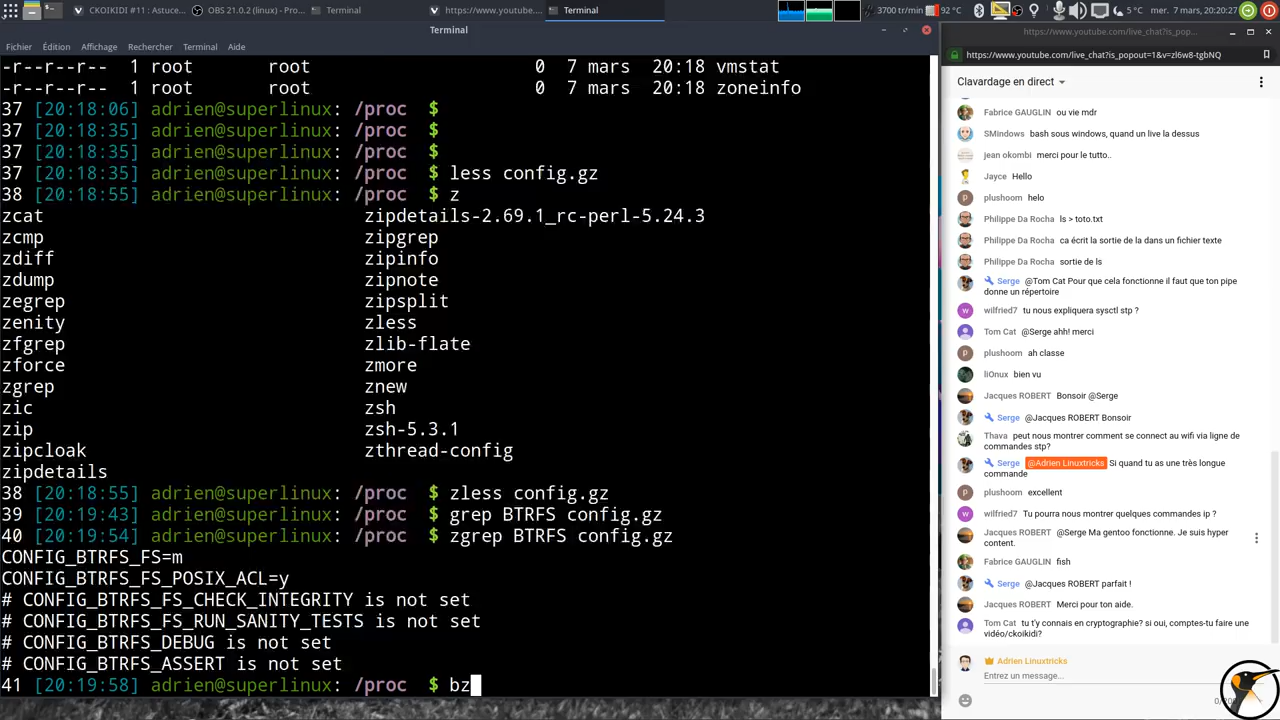 CKOIKIDI #11 : Astuce...
OBS 21.0.2 (linux) - Pro...
Terminal
https://www.youtube....
Terminal
3700 tr/min
92 °C
5 °C
mer. 7 mars, 20:20:27
Terminal
Fichier Édition Affichage Rechercher Terminal Aide
-r--r--r-- 1 root root 0 7 mars 20:18 vmstat
-r--r--r-- 1 root root 0 7 mars 20:18 zoneinfo
37 [20:18:06] adrien@superlinux: /proc $
37 [20:18:35] adrien@superlinux: /proc $
37 [20:18:35] adrien@superlinux: /proc $
37 [20:18:35] adrien@superlinux: /proc $ less config.gz
38 [20:18:55] adrien@superlinux: /proc $ z
zcat zipdetails-2.69.1_rc-perl-5.24.3
zcmp zipgrep
zdiff zipinfo
zdump zipnote
zegrep zipsplit
zenity zless
zfgrep zlib-flate
zforce zmore
zgrep znew
zic zsh
zip zsh-5.3.1
zipcloak zthread-config
zipdetails
38 [20:18:55] adrien@superlinux: /proc $ zless config.gz
39 [20:19:43] adrien@superlinux: /proc $ grep BTRFS config.gz
40 [20:19:54] adrien@superlinux: /proc $ zgrep BTRFS config.gz
CONFIG_BTRFS_FS=m
CONFIG_BTRFS_FS_POSIX_ACL=y
# CONFIG_BTRFS_FS_CHECK_INTEGRITY is not set
# CONFIG_BTRFS_FS_RUN_SANITY_TESTS is not set
# CONFIG_BTRFS_DEBUG is not set
# CONFIG_BTRFS_ASSERT is not set
41 [20:19:58] adrien@superlinux: /proc $ bz
https://www.youtube.com/live_chat?is_pop...
https://www.youtube.com/live_chat?is_popout=1&v=zl6w8-tgbNQ
Clavardage en direct
Fabrice GAUGLIN ou vie mdr
SMindows bash sous windows, quand un live la dessus
jean okombi merci pour le tutto..
Jayce Hello
plushoom helo
Philippe Da Rocha ls > toto.txt
Philippe Da Rocha ca écrit la sortie de la dans un fichier texte
Philippe Da Rocha sortie de ls
Serge @Tom Cat Pour que cela fonctionne il faut que ton pipe
donne un répertoire
wilfried7 tu nous expliquera sysctl stp ?
Tom Cat @Serge ahh! merci
plushoom ah classe
liOnux bien vu
Jacques ROBERT Bonsoir @Serge
Serge @Jacques ROBERT Bonsoir
Thava peut nous montrer comment se connect au wifi via ligne de
commandes stp?
Serge @Adrien Linuxtricks Si quand tu as une très longue
commande
plushoom excellent
wilfried7 Tu pourra nous montrer quelques commandes ip ?
Jacques ROBERT @Serge Ma gentoo fonctionne. Je suis hyper
content.
Fabrice GAUGLIN fish
Serge @Jacques ROBERT parfait !
Jacques ROBERT Merci pour ton aide.
Tom Cat tu t'y connais en cryptographie? si oui, comptes-tu faire une
vidéo/ckoikidi?
Adrien Linuxtricks
Entrez un message...